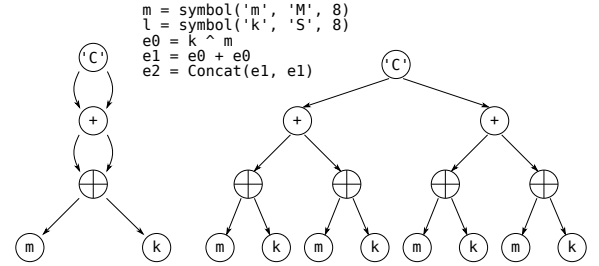 m = symbol('m', 'M', 8)
l = symbol('k', 'S', 8)
e0 = k ^ m
e1 = e0 + e0
e2 = Concat(e1, e1)
'C'
'C'
+
+
+
m
k
m
k
m
k
m
k
m
k